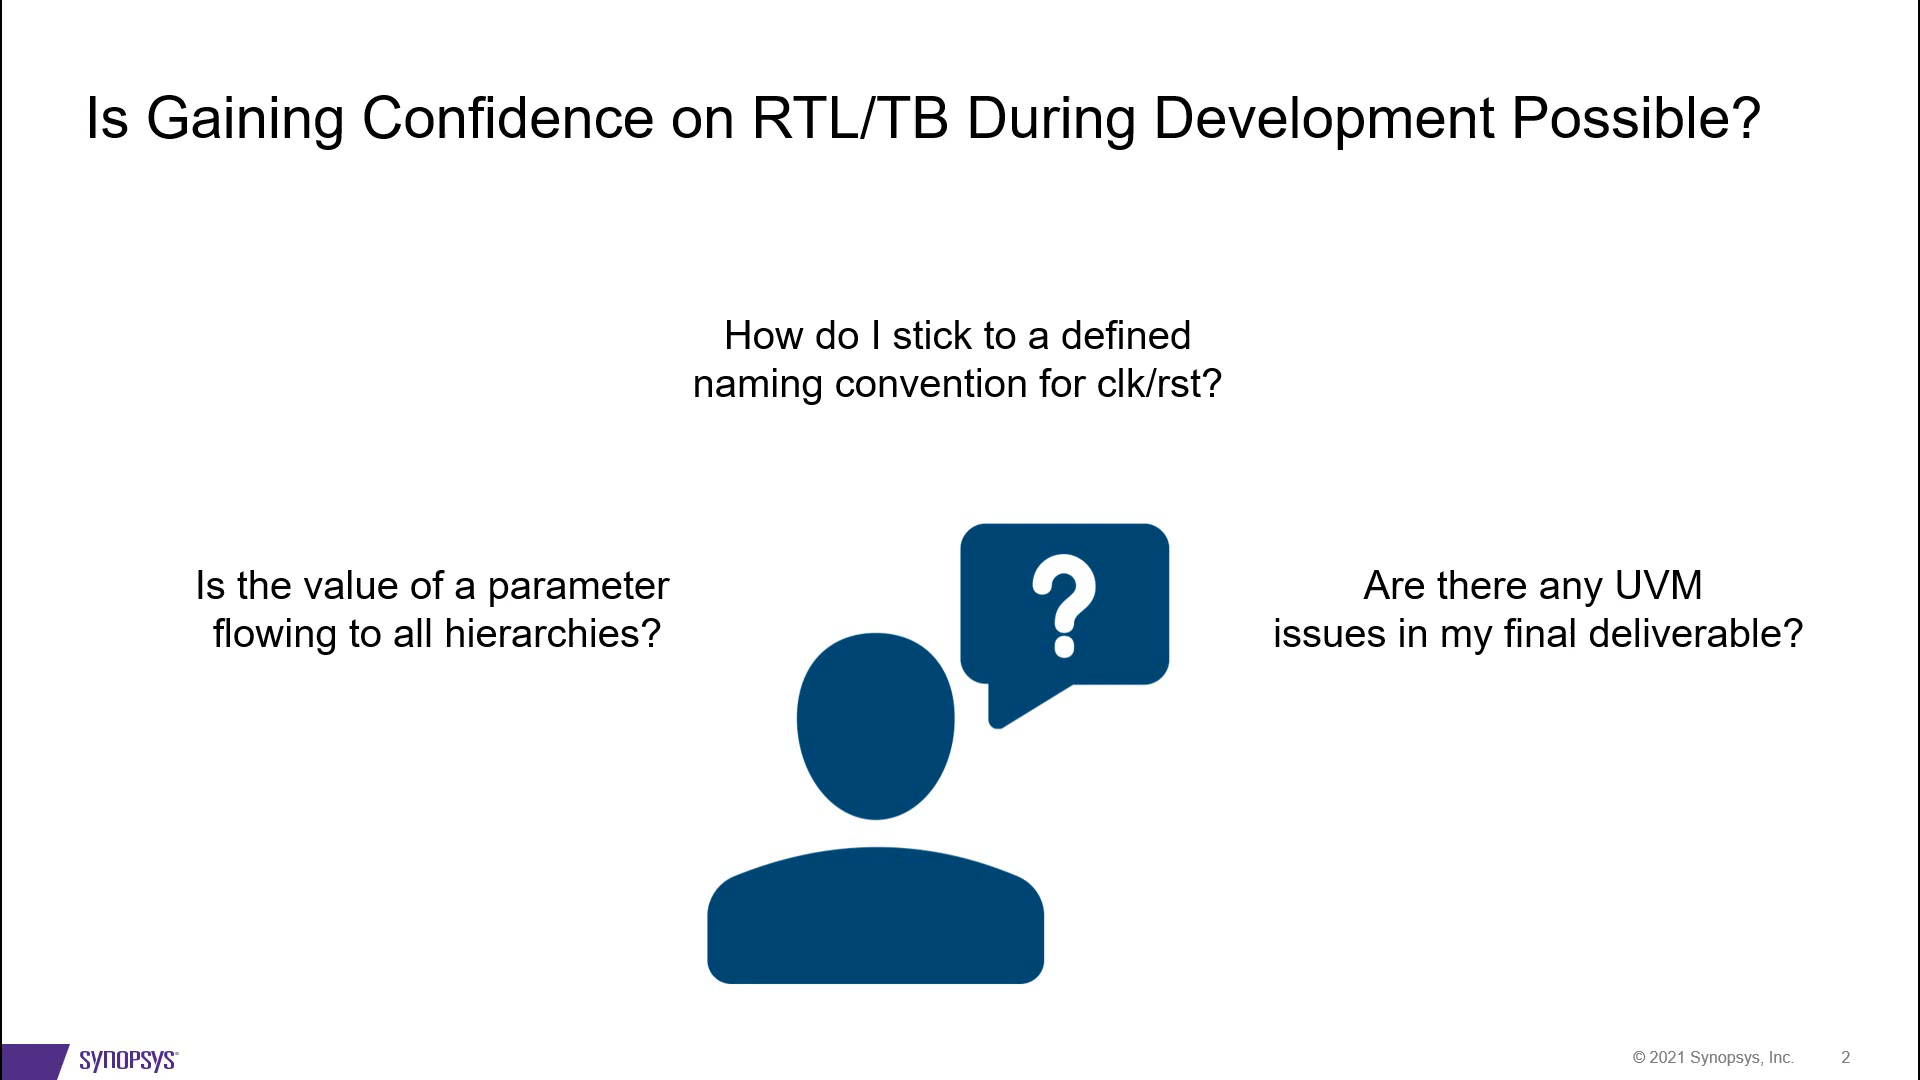 Is Gaining Confidence on RTL/TB During Development Possible?
How do I stick to a defined
naming convention for clk/rst?
Is the value of a parameter
flowing to all hierarchies?
?
Are there any UVM
issues in my final deliverable?
SYNOPSYS®
© 2021 Synopsys, Inc.
2